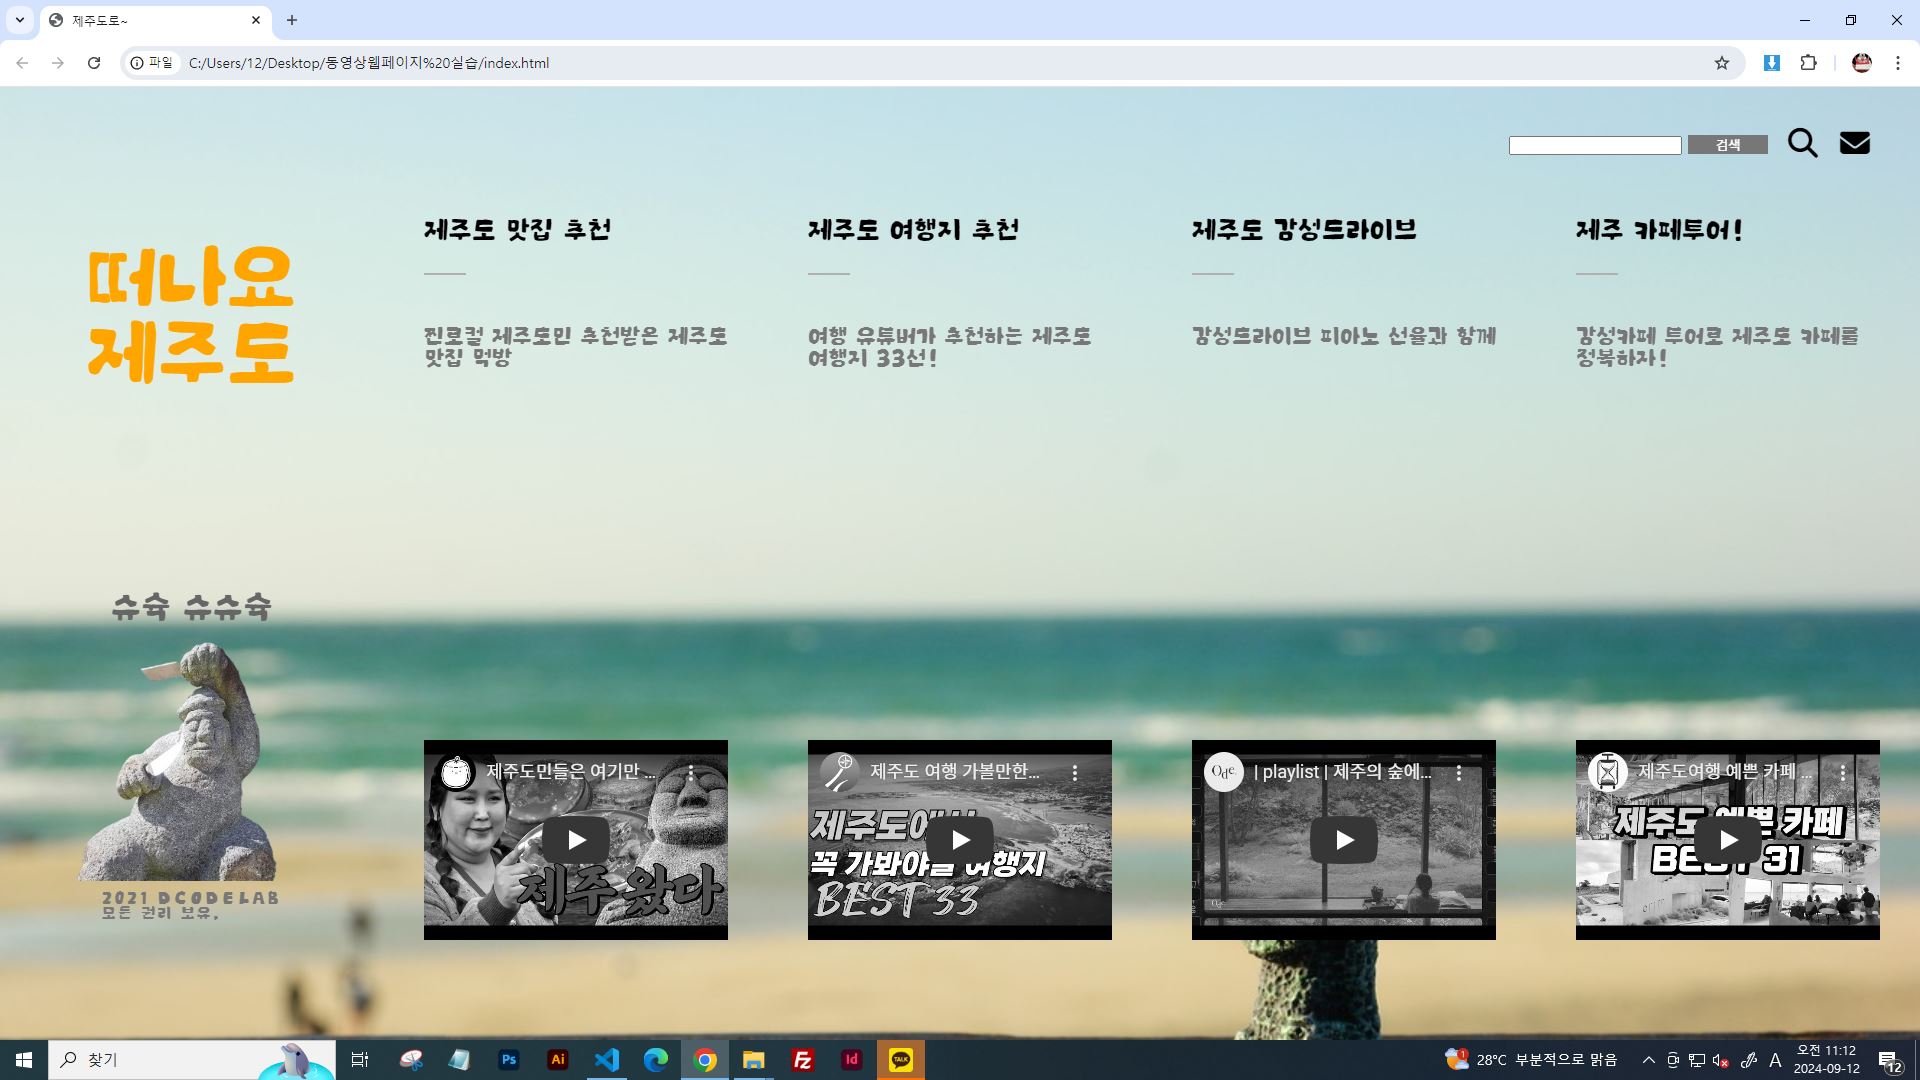 제주도로~
파일
C:/Users/12/Desktop/동영상웹페이지%20실습/index.html
검색
떠나요
제주도
제주도 맛집 추천
진로컬 제주도민 추천받은 제주도
맛집 먹방
제주도 여행지 추천
여행 유튜버가 추천하는 제주도
여행지 33선!
제주도 감성드라이브
감성드라이브 피아노 선율과 함께
제주 카페투어!
감성카페 투어로 제주도 카페를
정복하자!
슈슉 슈슈슉
2021 DCODELAB
모든 권리 보유.
제주도민들은 여기만 ...
제주 왔다
제주도 여행 가볼만한...
제주도에서
꼭 가봐야할 여행지
BEST 33
Ode
| playlist | 제주의 숲에...
제주도여행 예쁜 카페 ...
제주도 예쁜 카페
BEST 31
찾기
Ps
Ai
Fz
Id
TALK
1
28°C 부분적으로 맑음
A
오전 11:12
2024-09-12
12